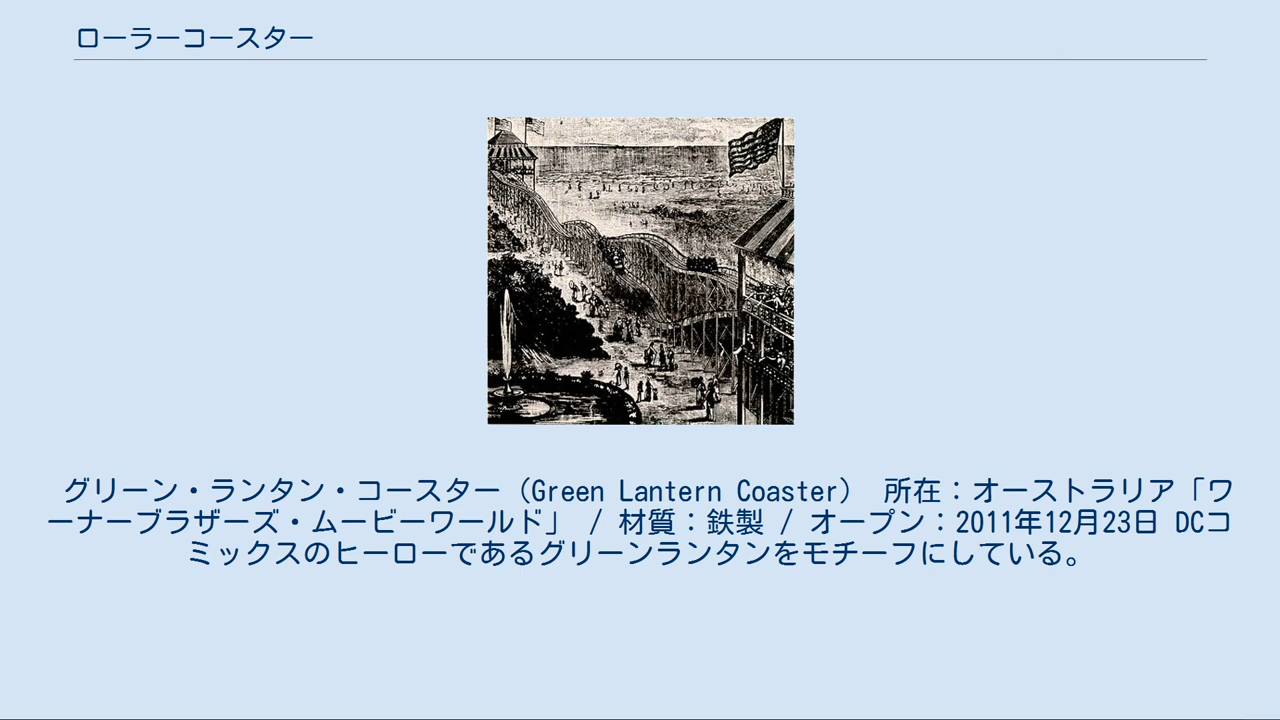 ローラーコースター
グリーン・ランタン・コースター（Green Lantern Coaster） 所在：オーストラリア「ワ
ーナーブラザーズ・ムービーワールド」 / 材質：鉄製 / オープン：2011年12月23日 DCコ
ミックスのヒーローであるグリーンランタンをモチーフにしている。